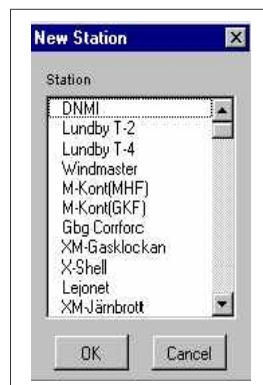 New Station
Station
DNMI
Lundby T-2
Lundby T-4
Windmaster
M-Kont(MHF)
M-Kont(GKF)
Gbg Corrforc
XM-Gasklockan
X-Shell
Lejonet
XM-Järnbrott
OK Cancel